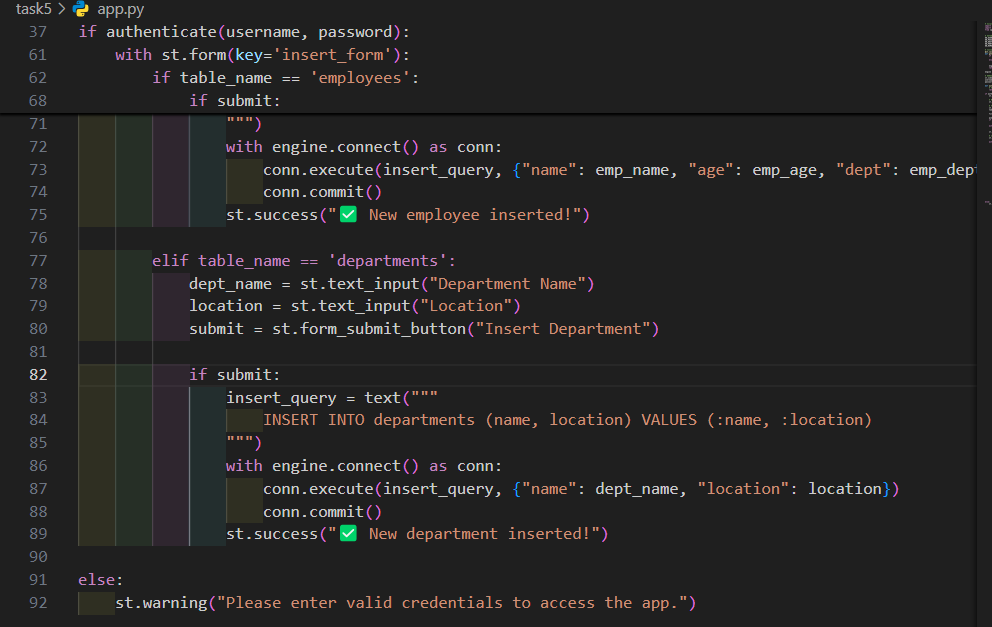 task5 > app.py
37 if authenticate(username, password):
61 with st.form(key='insert_form'):
62 if table_name == 'employees':
68 if submit:
71 """)
72 with engine.connect() as conn:
73 conn.execute(insert_query, {"name": emp_name, "age": emp_age, "dept": emp_dept
74 conn.commit()
75 st.success("✅ New employee inserted!")
76
77 elif table_name == 'departments':
78 dept_name = st.text_input("Department Name")
79 location = st.text_input("Location")
80 submit = st.form_submit_button("Insert Department")
81
82 if submit:
83 insert_query = text("""
84 INSERT INTO departments (name, location) VALUES (:name, :location)
85 """)
86 with engine.connect() as conn:
87 conn.execute(insert_query, {"name": dept_name, "location": location})
88 conn.commit()
89 st.success("✅ New department inserted!")
90
91 else:
92 st.warning("Please enter valid credentials to access the app.")